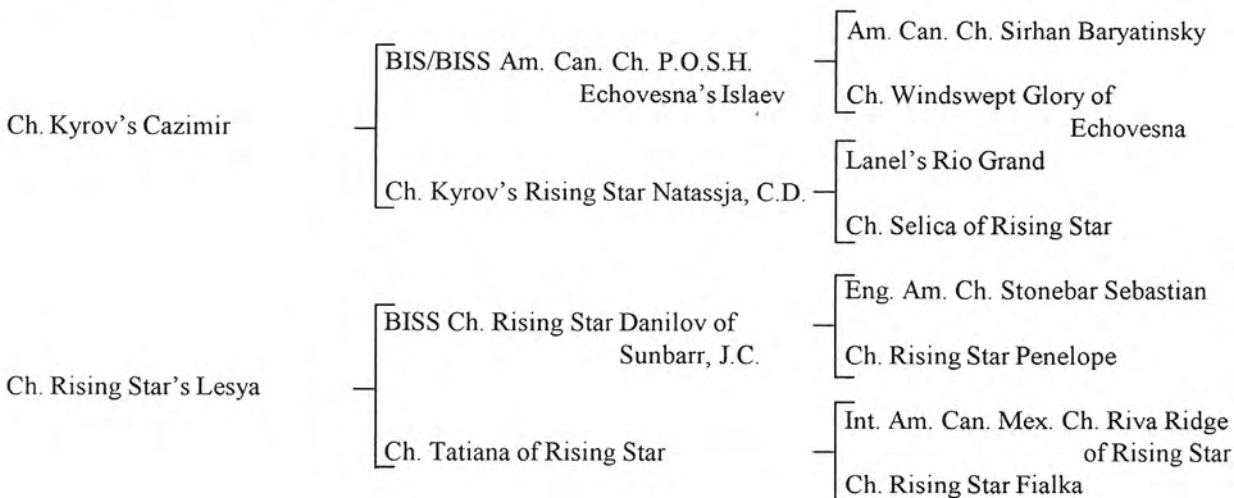 Am. Can. Ch. Sirhan Baryatinsky
BIS/BISS Am. Can. Ch. P.O.S.H.
Echovesna's Islaev
Ch. Windswept Glory of
Echovesna
Ch. Kyrov's Cazimir
Lanel's Rio Grand
Ch. Kyrov's Rising Star Natassja, C.D.
Ch. Selica of Rising Star
Eng. Am. Ch. Stonebar Sebastian
BISS Ch. Rising Star Danilov of
Sunbarr, J.C.
Ch. Rising Star Penelope
Ch. Rising Star's Lesya
Int. Am. Can. Mex. Ch. Riva Ridge
of Rising Star
Ch. Tatiana of Rising Star
Ch. Rising Star Fialka